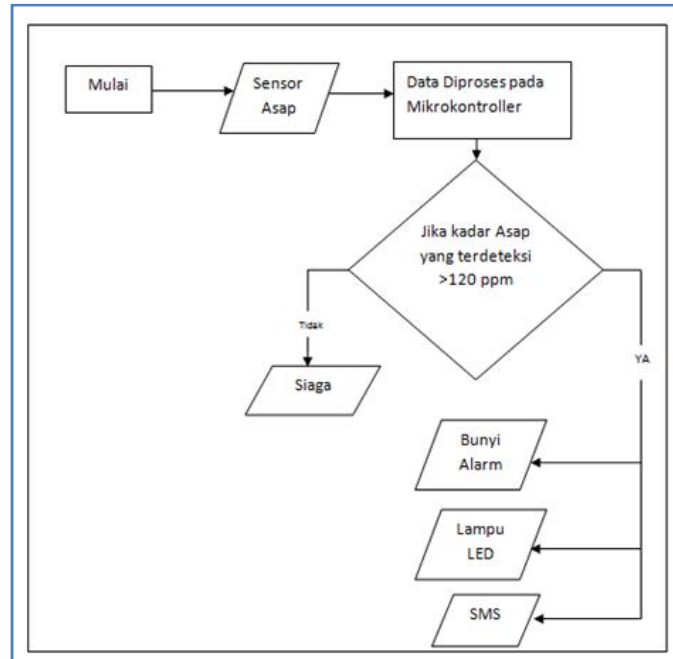 Mulai
Sensor
Asap
Data Diproses pada
Mikrokontroller
Jika kadar Asap
yang terdeteksi
>120 ppm
Tidak
YA
Siaga
Bunyi
Alarm
Lampu
LED
SMS